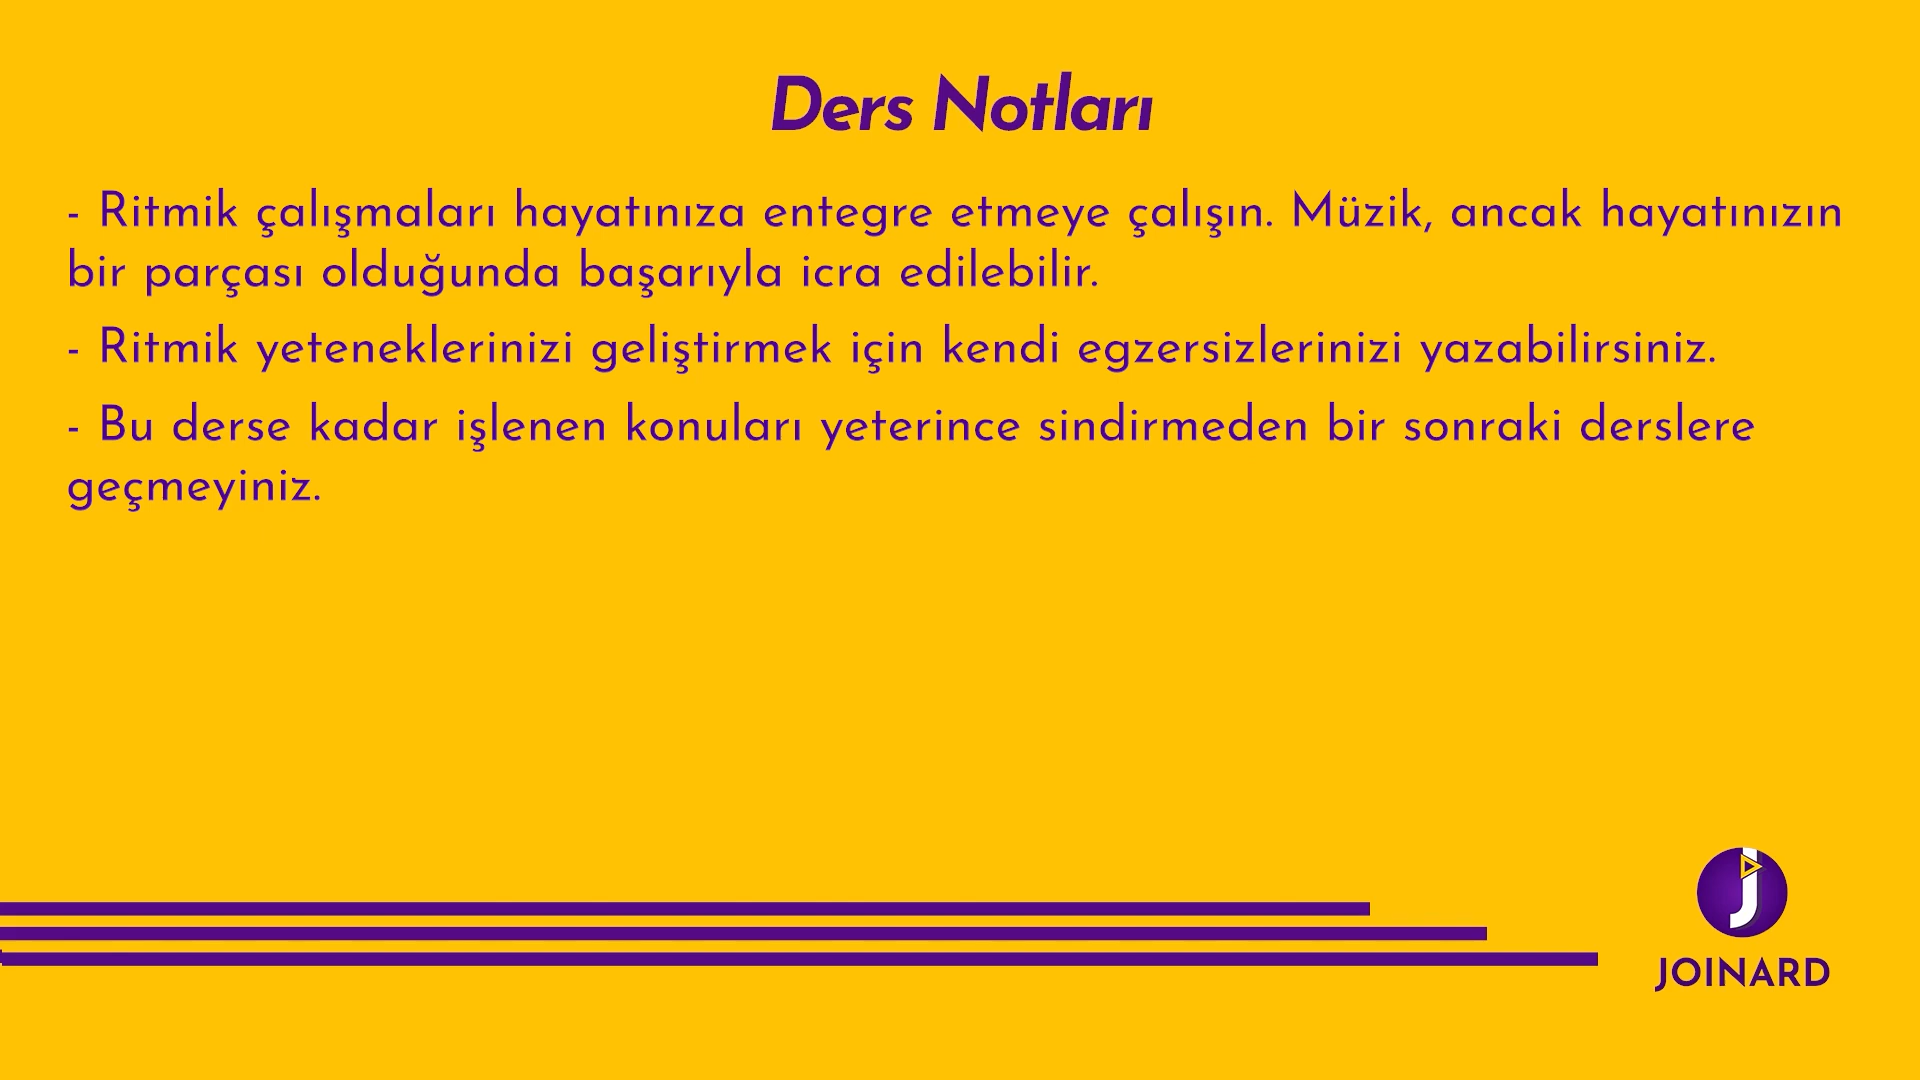 Ders Notları
- Ritmik çalışmaları hayatınıza entegre etmeye çalışın. Müzik, ancak hayatınızın
bir parçası olduğunda başarıyla icra edilebilir.
- Ritmik yeteneklerinizi geliştirmek için kendi egzersizlerinizi yazabilirsiniz.
- Bu derse kadar işlenen konuları yeterince sindirmeden bir sonraki derslere
geçmeyiniz.
JOINARD